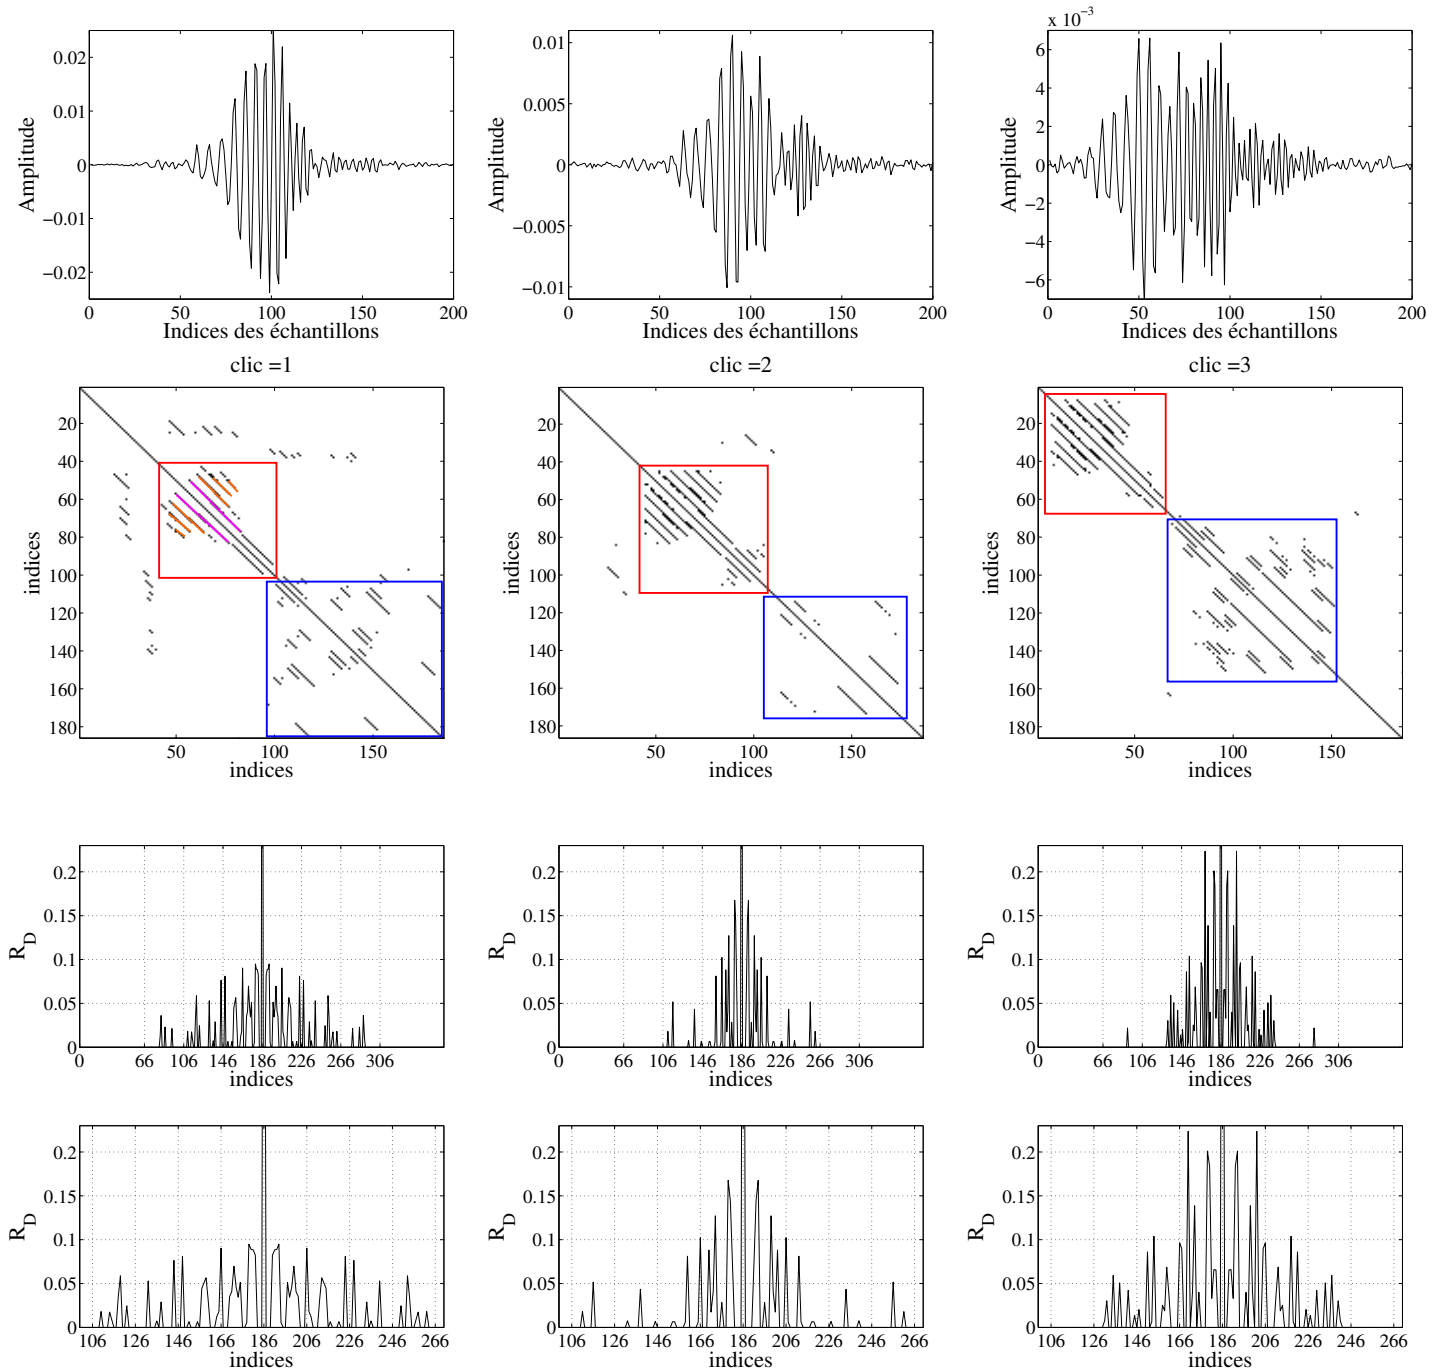 x 10⁻³
0.02
0.01
0
−0.01
−0.02
Amplitude
0 50 100 150 200
Indices des échantillons
0.01
0.005
0
−0.005
−0.01
Amplitude
0 50 100 150 200
Indices des échantillons
6
4
2
0
−2
−4
−6
Amplitude
0 50 100 150 200
Indices des échantillons
clic =1
20
40
60
80
100
120
140
160
180
indices
50 100 150
indices
clic =2
20
40
60
80
100
120
140
160
180
indices
50 100 150
indices
clic =3
20
40
60
80
100
120
140
160
180
indices
50 100 150
indices
0.2
0.15
0.1
0.05
0
R_D
0 66 106 146 186 226 266 306
indices
0.2
0.15
0.1
0.05
0
R_D
0 66 106 146 186 226 266 306
indices
0.2
0.15
0.1
0.05
0
R_D
0 66 106 146 186 226 266 306
indices
0.2
0.15
0.1
0.05
0
R_D
106 126 146 166 186 206 226 246 266
indices
0.2
0.15
0.1
0.05
0
R_D
106 126 146 166 186 206 226 246 266
indices
0.2
0.15
0.1
0.05
0
R_D
106 126 146 166 186 206 226 246 266
indices